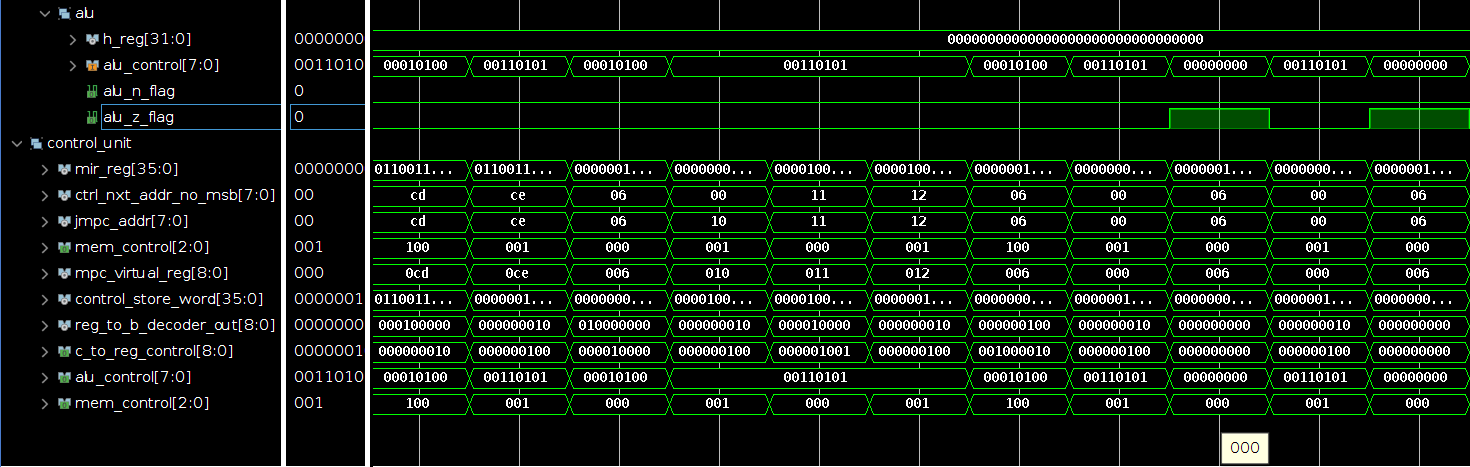 alu
h_reg[31:0] 0000000 00000000000000000000000000000000
alu_control[7:0] 0011010 00010100 00110101 00010100 00110101 00010100 00110101 00000000 00110101 00000000
alu_n_flag 0
alu_z_flag 0
control_unit
mir_reg[35:0] 0000000 0110011... 0110011... 0000001... 0000000... 0000100... 0000100... 0000001... 0000000... 0000001... 0000000... 0000001...
ctrl_nxt_addr_no_msb[7:0] 00 cd ce 06 00 11 12 06 00 06 00 06
jmpc_addr[7:0] 00 cd ce 06 10 11 12 06 00 06 00 06
mem_control[2:0] 001 100 001 000 001 000 001 100 001 000 001 000
mpc_virtual_reg[8:0] 000 0cd 0ce 006 010 011 012 006 000 006 000 006
control_store_word[35:0] 0000001 0110011... 0000001... 0000000... 0000100... 0000100... 0000001... 0000000... 0000001... 0000000... 0000001... 0000000...
reg_to_b_decoder_out[8:0] 0000000 000100000 000000010 010000000 000000010 000010000 000000010 000000100 000000010 000000000 000000010 000000000
c_to_reg_control[8:0] 0000001 000000010 000000100 000010000 000000100 000001001 000000100 001000010 000000100 000000000 000000100 000000000
alu_control[7:0] 0011010 00010100 00110101 00010100 00110101 00010100 00110101 00000000 00110101 00000000
mem_control[2:0] 001 100 001 000 001 000 001 100 001 000 001 000
000